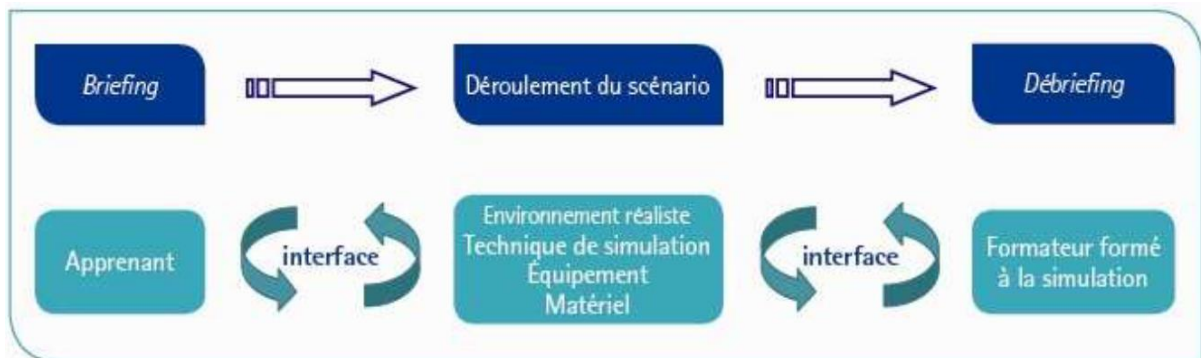 Briefing
Déroulement du scénario
Débriefing
Apprenant
interface
Environnement réaliste
Technique de simulation
Équipement
Matériel
interface
Formateur formé
à la simulation